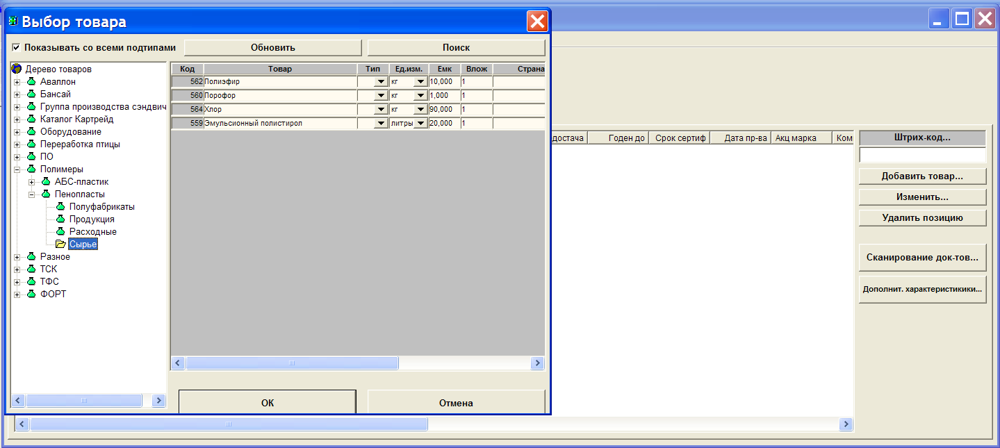 Выбор товара
Показывать со всеми подтипами
Обновить
Поиск
Дерево товаров
Аваллон
Бансай
Группа производства сэндвич
Каталог Картрейд
Оборудование
Переработка птицы
ПО
Полимеры
АБС-пластик
Пенопласты
Полуфабрикаты
Продукция
Расходные
Сырье
Разное
ТСК
ТФС
ФОРТ
Код Товар Тип Ед.изм. Емк Влож Страна
562 Полиэфир кг 10,000 1
560 Порофор кг 1,000 1
564 Хлор кг 90,000 1
559 Эмульсионный полистирол литры 20,000 1
ОК
Отмена
достача Годен до Срок сертиф Дата пр-ва Акц марка Ком
Штрих-код...
Добавить товар...
Изменить...
Удалить позицию
Сканирование док-тов...
Дополнит. характеристикики...